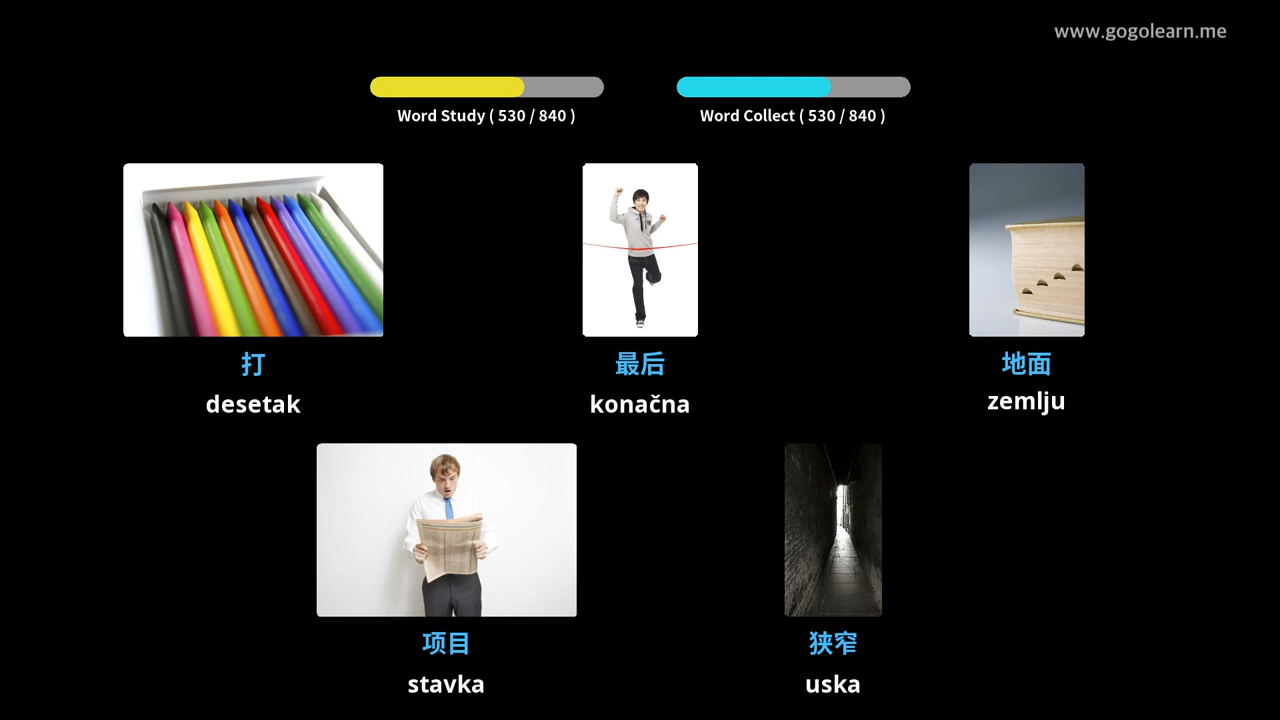 www.gogolearn.me
Word Study ( 530 / 840 )
Word Collect ( 530 / 840 )
打
最后
地面
desetak
konačna
zemlju
项目
狭窄
stavka
uska